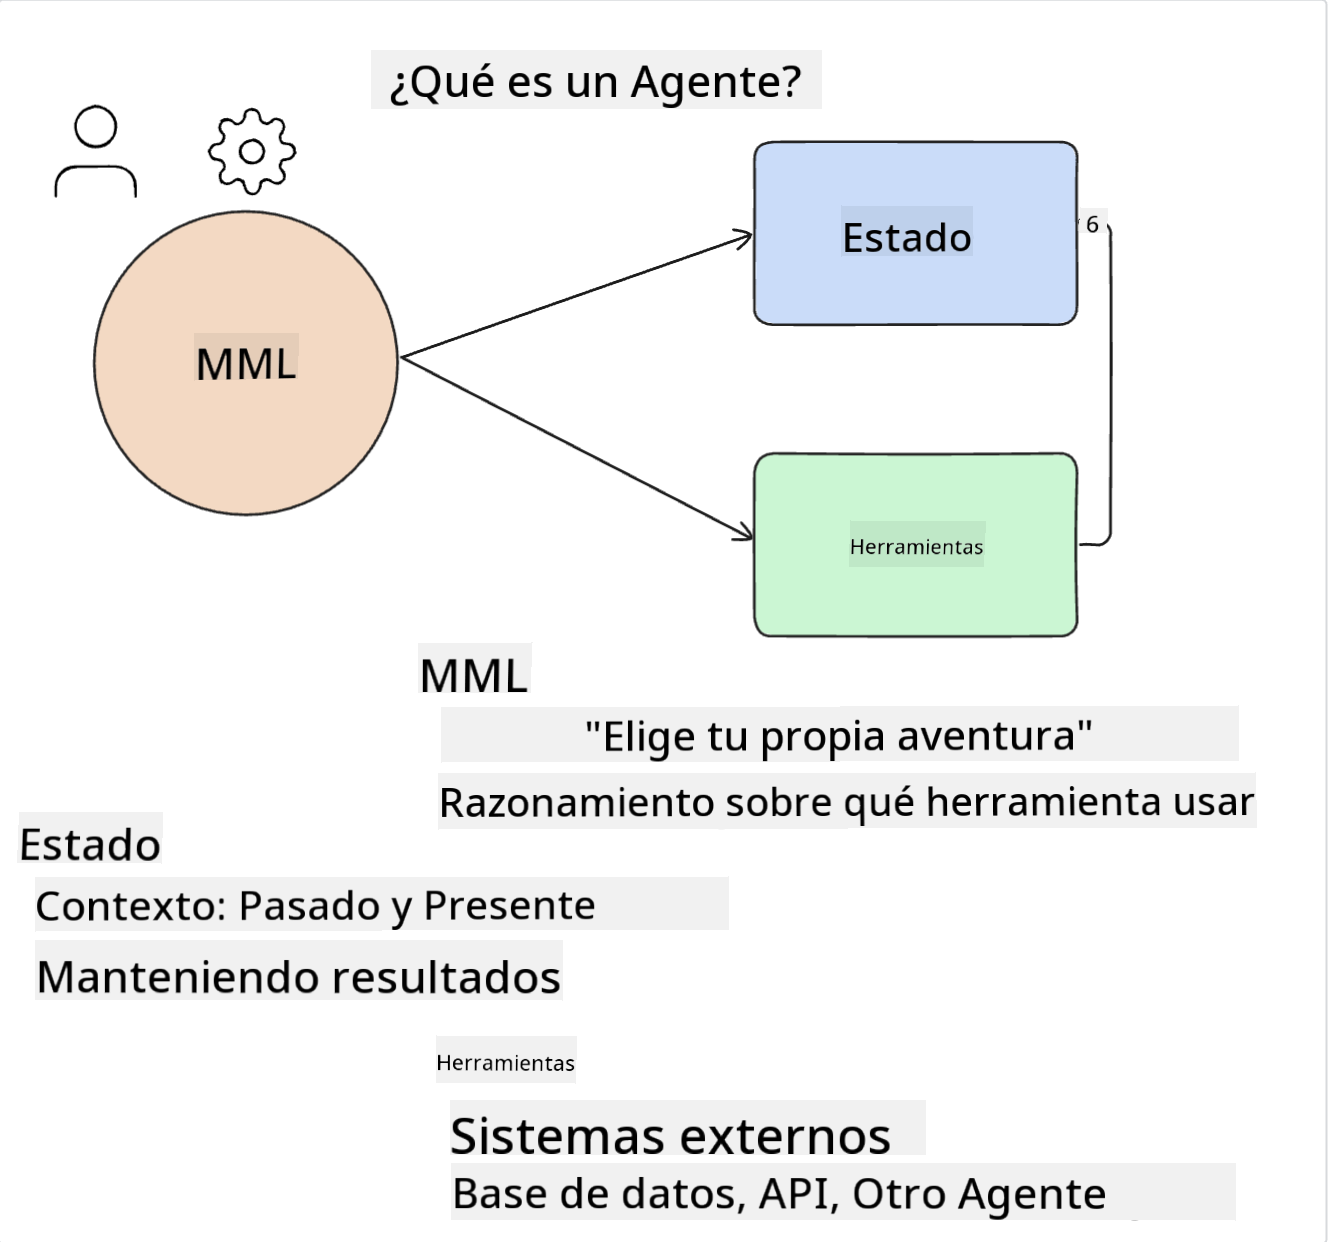 ¿Qué es un Agente?
MML
Estado
6
Herramientas
MML
"Elige tu propia aventura"
Razonamiento sobre qué herramienta usar
Estado
Contexto: Pasado y Presente
Manteniendo resultados
Herramientas
Sistemas externos
Base de datos, API, Otro Agente